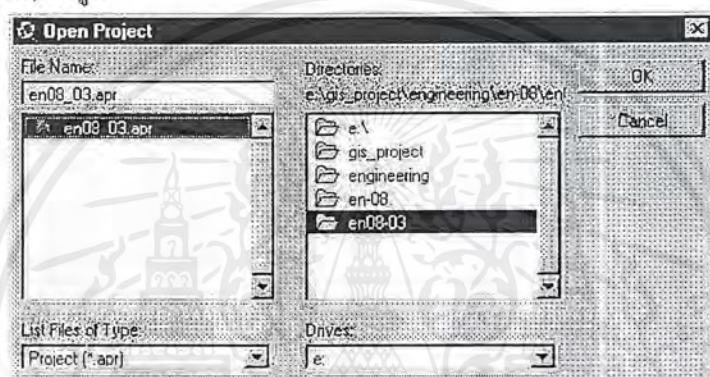 Open Project
File Name:
en08_03.apr
en08_03.apr
Directories:
e:\gis_project\engineering\en-08\en
e:\
gis_project
engineering
en-08
en08-03
OK
Cancel
List Files of Type:
Project (*.apr)
Drives:
e: